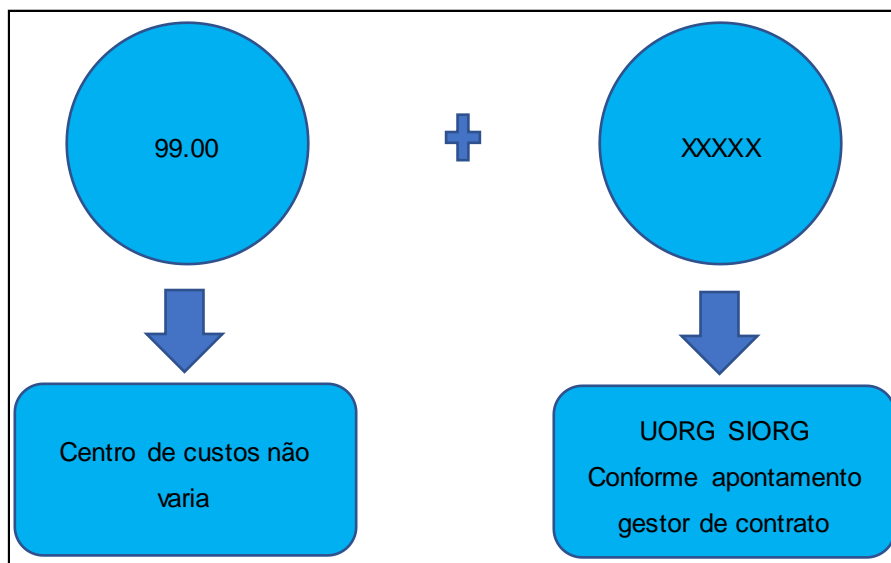 99.00
XXXXX
Centro de custos não
varia
UORG SIORG
Conforme apontamento
gestor de contrato